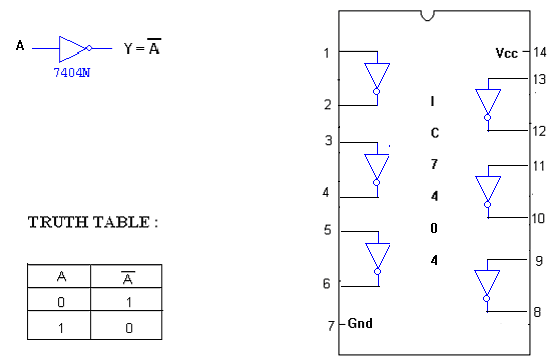 A Y = A̅
7404N
TRUTH TABLE :
A A̅
0 1
1 0
1 Vcc 14
13
2 12
3
11
4 10
5
9
6
8
7 Gnd
I
C
7
4
0
4